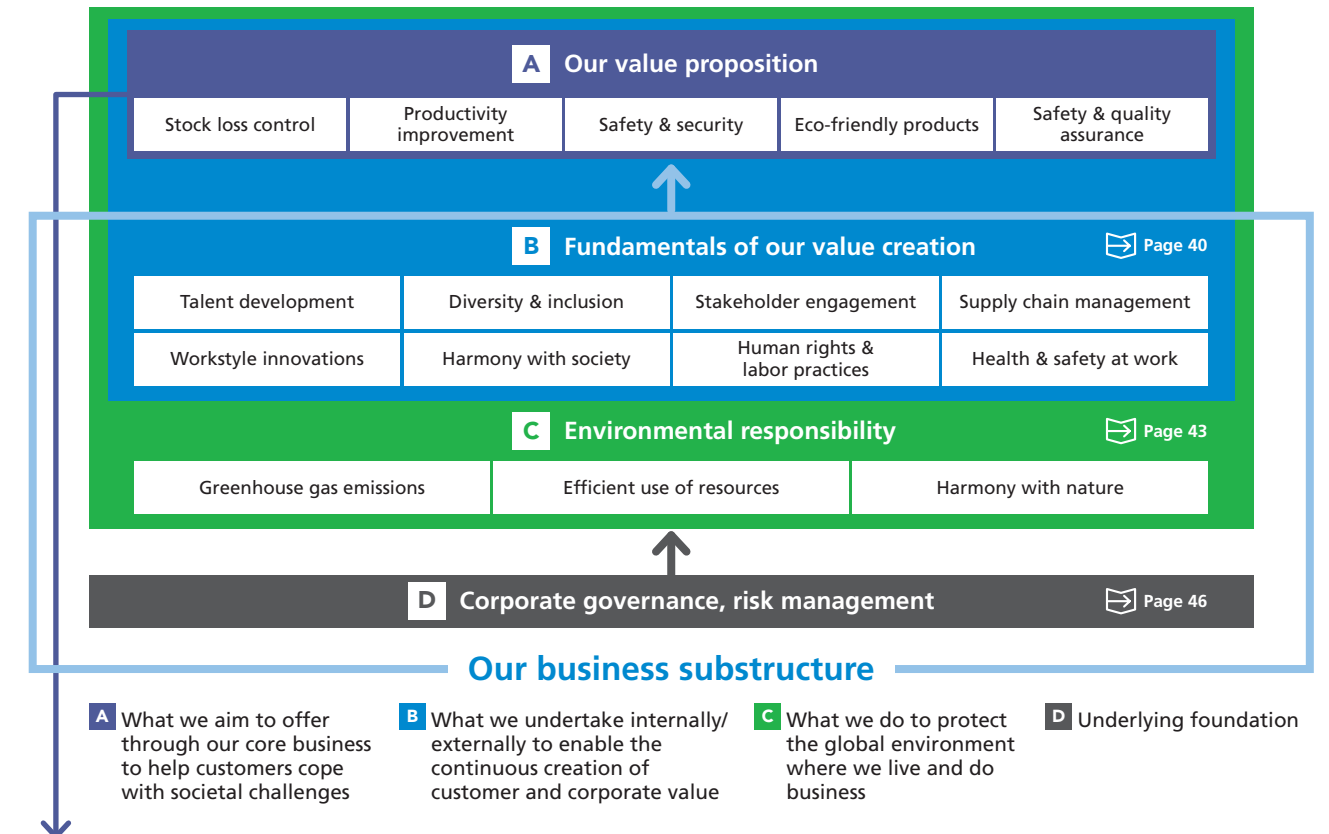 A Our value proposition
Stock loss control
Productivity
improvement
Safety & security
Eco-friendly products
Safety & quality
assurance
B Fundamentals of our value creation
Page 40
Talent development
Diversity & inclusion
Stakeholder engagement
Supply chain management
Workstyle innovations
Harmony with society
Human rights &
labor practices
Health & safety at work
C Environmental responsibility
Page 43
Greenhouse gas emissions
Efficient use of resources
Harmony with nature
D Corporate governance, risk management
Page 46
Our business substructure
A What we aim to offer
through our core business
to help customers cope
with societal challenges
B What we undertake internally/
externally to enable the
continuous creation of
customer and corporate value
C What we do to protect
the global environment
where we live and do
business
D Underlying foundation